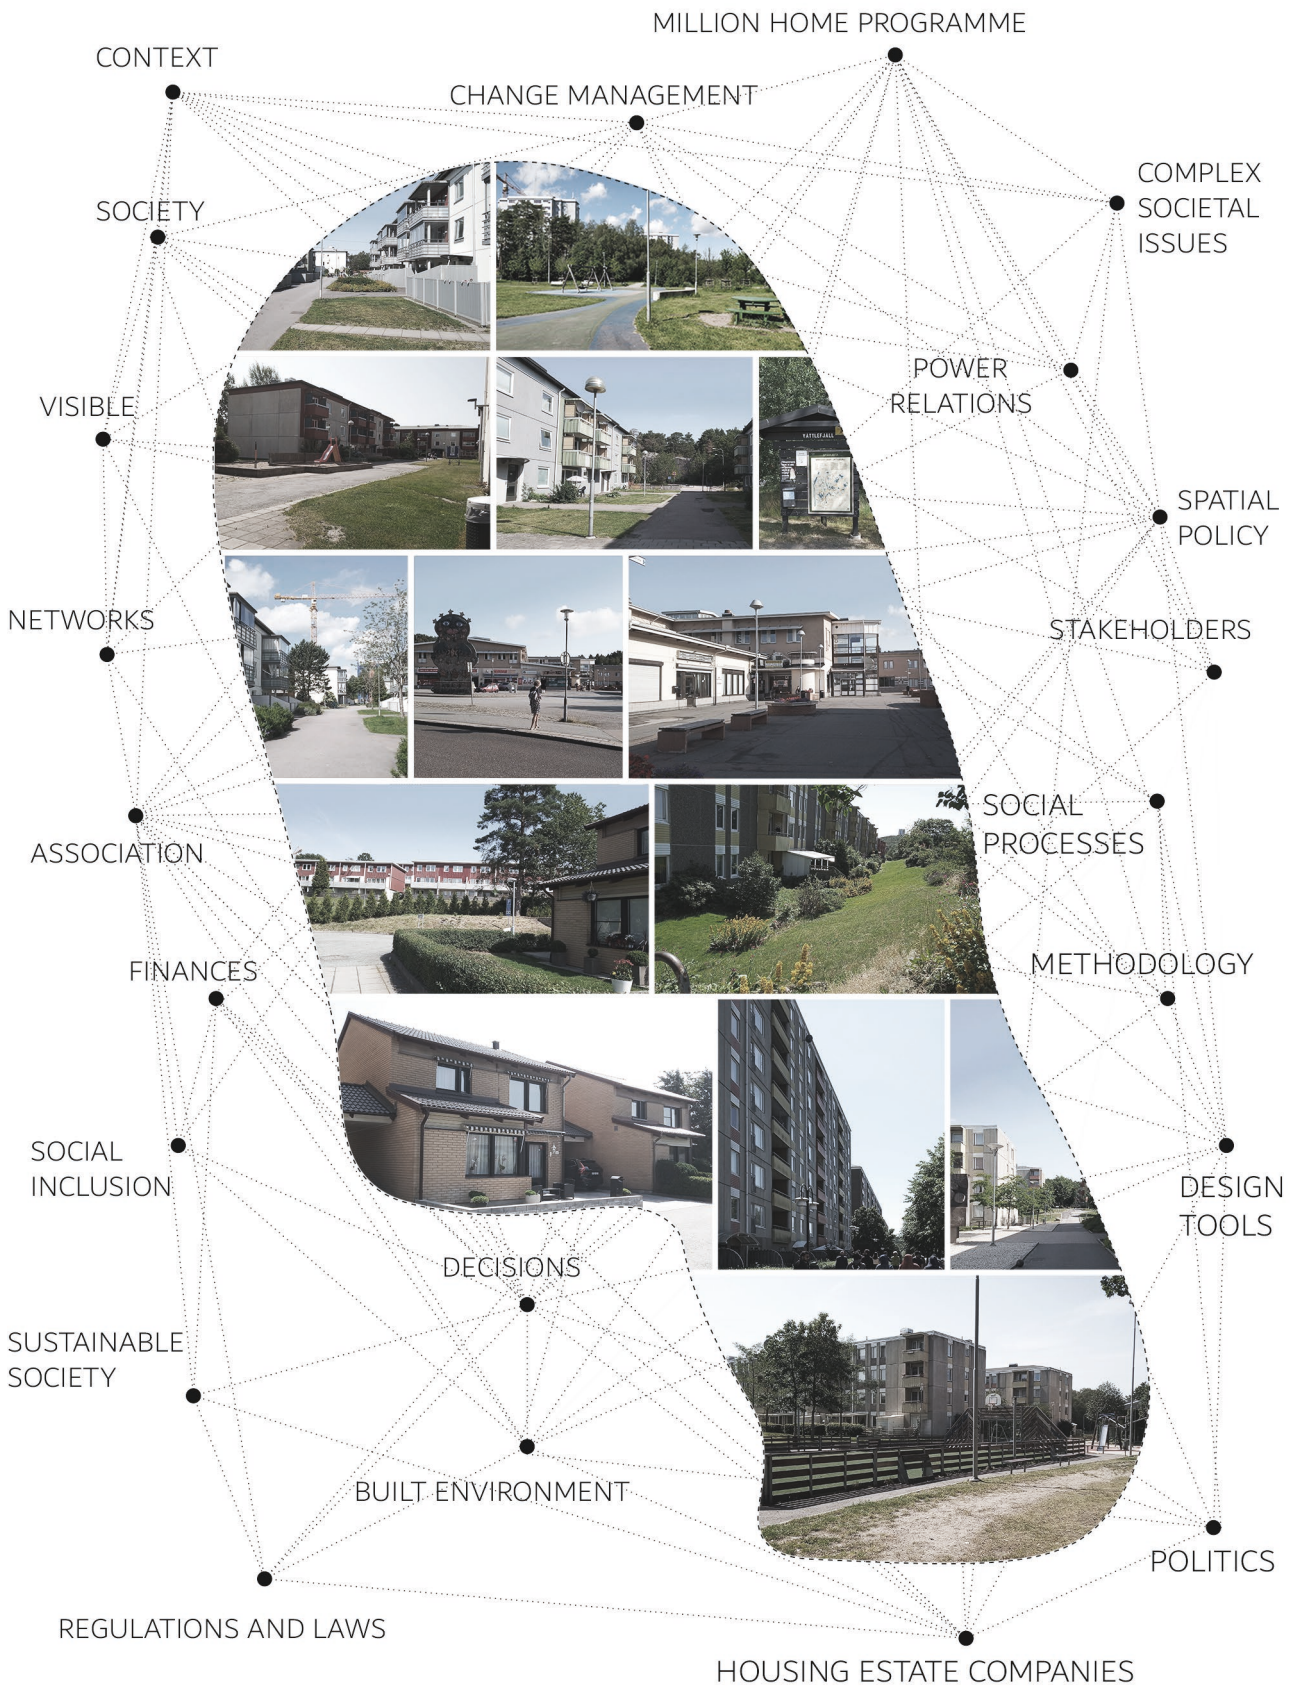 MILLION HOME PROGRAMME
CONTEXT
CHANGE MANAGEMENT
COMPLEX
SOCIETAL
ISSUES
SOCIETY
POWER
RELATIONS
VISIBLE
SPATIAL
POLICY
NETWORKS
STAKEHOLDERS
SOCIAL
PROCESSES
ASSOCIATION
METHODOLOGY
FINANCES
SOCIAL
INCLUSION
DESIGN
TOOLS
DECISIONS
SUSTAINABLE
SOCIETY
BUILT ENVIRONMENT
POLITICS
REGULATIONS AND LAWS
HOUSING ESTATE COMPANIES